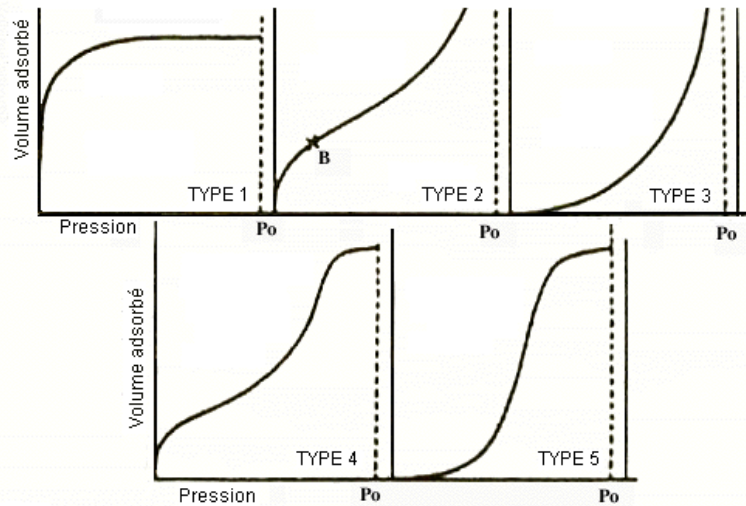 Volume adsorbé
B
TYPE 1
TYPE 2
TYPE 3
Pression
Po
Po
Po
Volume adsorbé
TYPE 4
TYPE 5
Pression
Po
Po